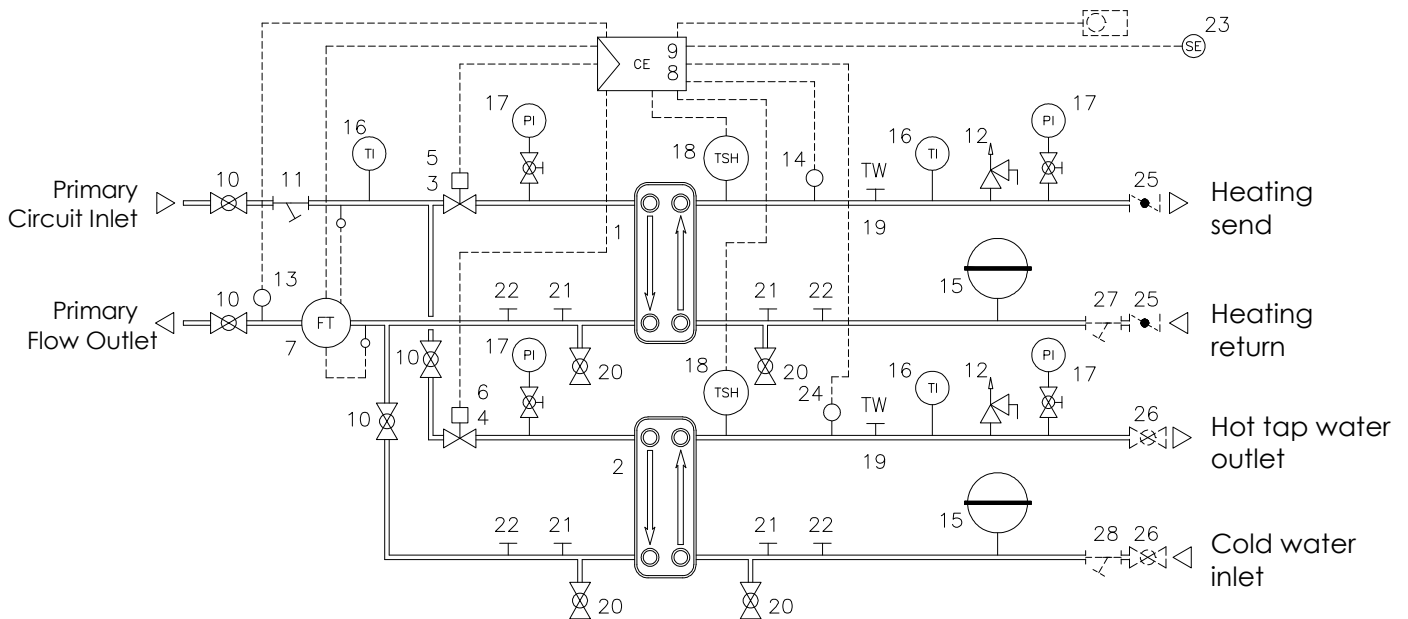 23
SE
9
CE
8
17
17
PI
PI
16
16
12
TI
TI
5
18
TSH
14
TW
3
10
11
25
Primary
Circuit Inlet
Heating
send
1
19
13
10
22
21
21
22
15
27
25
Primary
Flow Outlet
FT
Heating
return
7
10
17
PI
20
18
20
16
12
PI
17
TSH
24
TW
TI
10
6
4
26
Hot tap water
outlet
2
19
15
22
21
21
22
28
26
Cold water
inlet
20
20